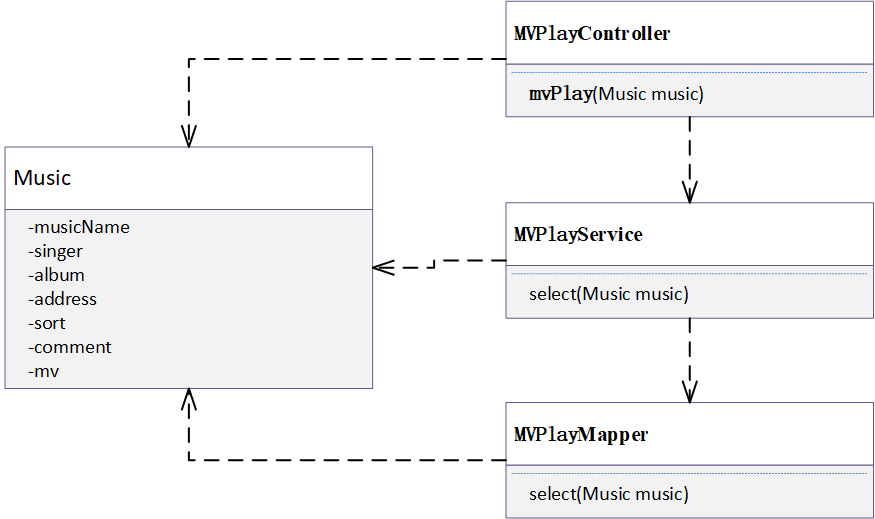 MVPlayController
mvPlay(Music music)
Music
-musicName
-singer
-album
-address
-sort
-comment
-mv
MVPlayService
select(Music music)
MVPlayMapper
select(Music music)